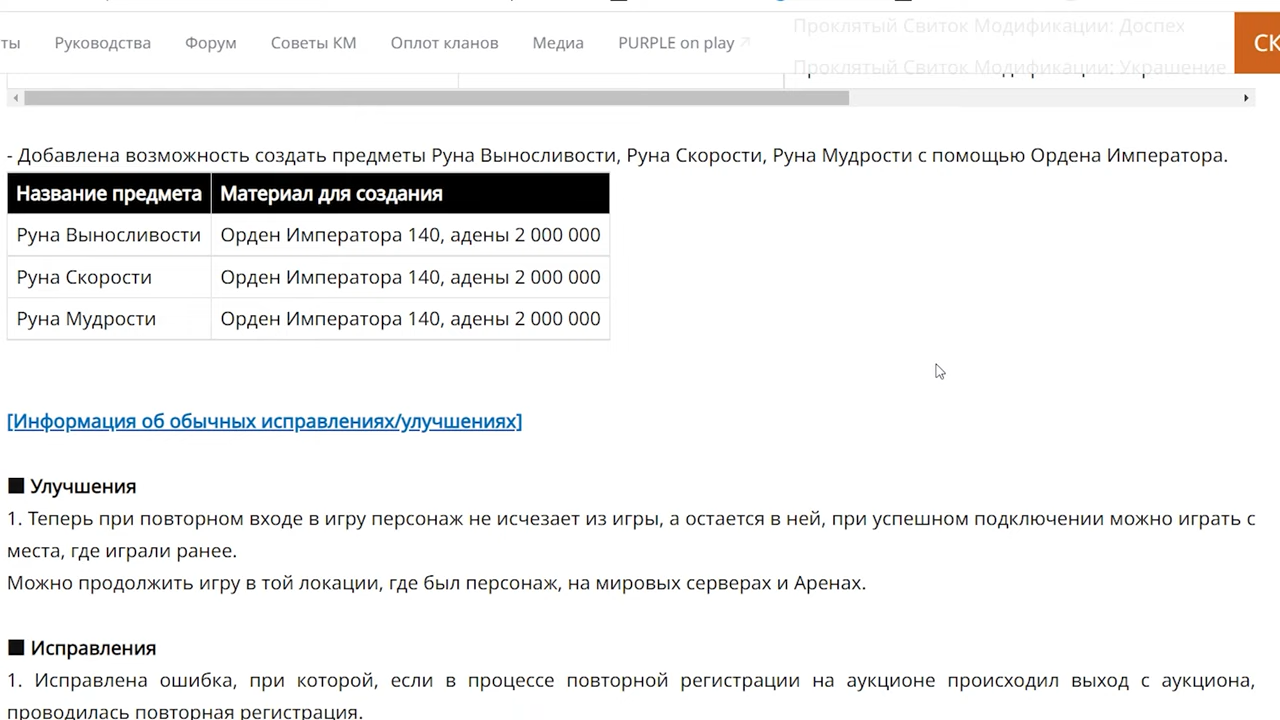 Проклятый Свиток Модификации: Доспех
ты Руководства Форум Советы КМ Оплот кланов Медиа PURPLE on play СК
Проклятый Свиток Модификации: Украшение
- Добавлена возможность создать предметы Руна Выносливости, Руна Скорости, Руна Мудрости с помощью Ордена Императора.
Название предмета Материал для создания
Руна Выносливости Орден Императора 140, адены 2 000 000
Руна Скорости Орден Императора 140, адены 2 000 000
Руна Мудрости Орден Императора 140, адены 2 000 000
[Информация об обычных исправлениях/улучшениях]
■ Улучшения
1. Теперь при повторном входе в игру персонаж не исчезает из игры, а остается в ней, при успешном подключении можно играть с
места, где играли ранее.
Можно продолжить игру в той локации, где был персонаж, на мировых серверах и Аренах.
■ Исправления
1. Исправлена ошибка, при которой, если в процессе повторной регистрации на аукционе происходил выход с аукциона,
проводилась повторная регистрация.